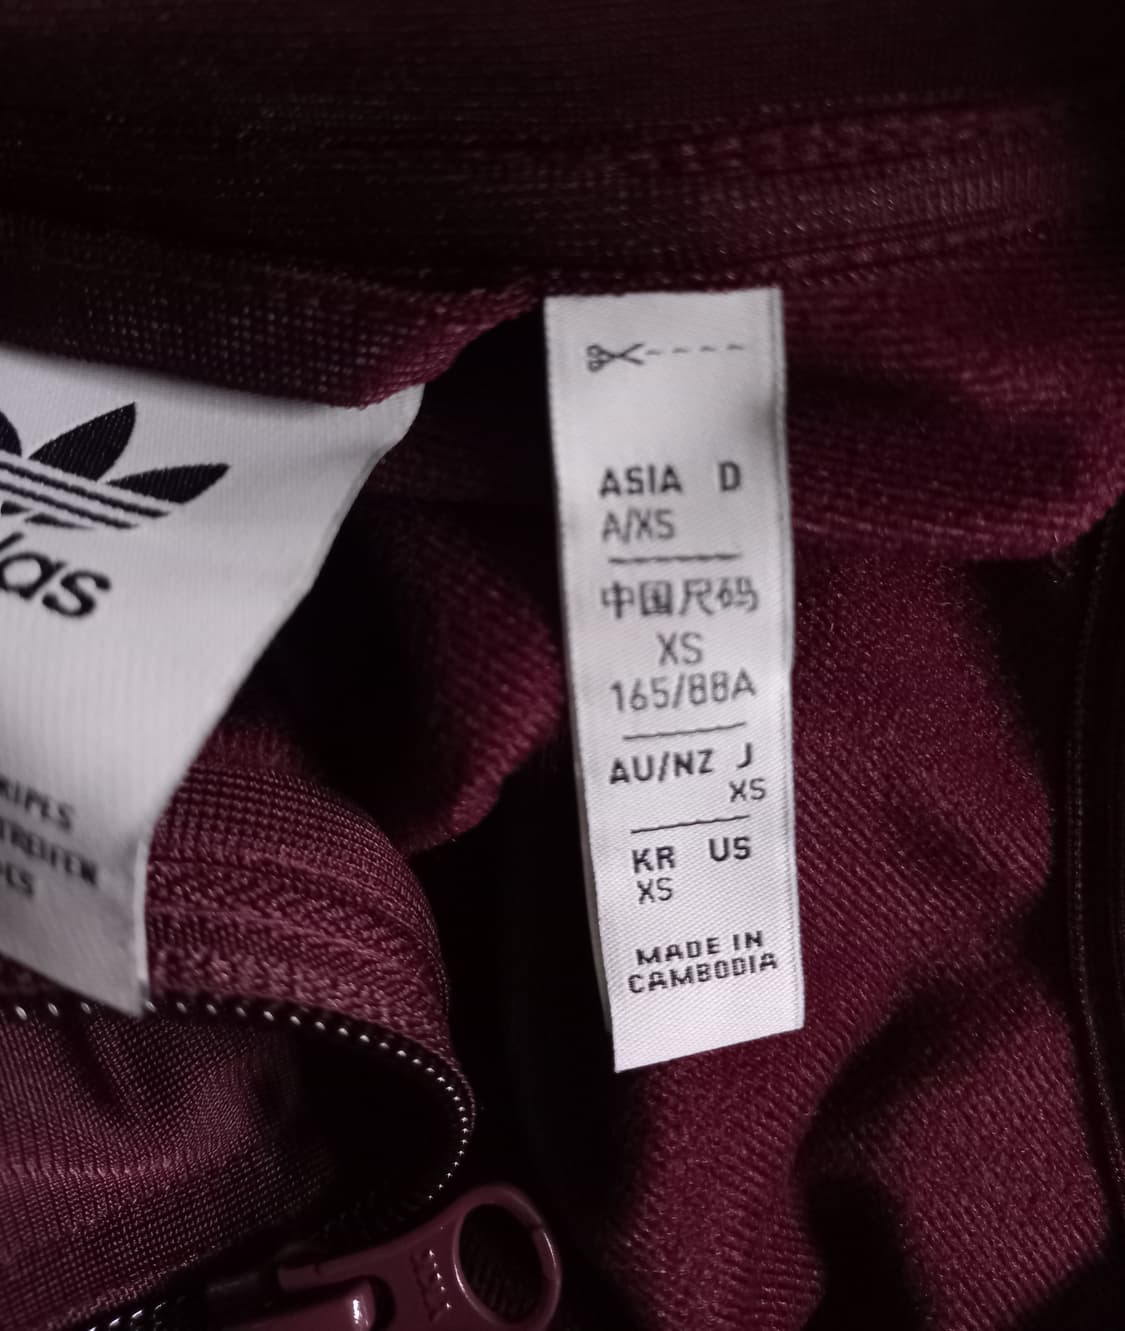 ASIA D
A/XS
中国尺码
XS
165/88A
AU/NZ J
XS
KR US
XS
MADE IN
CAMBODIA